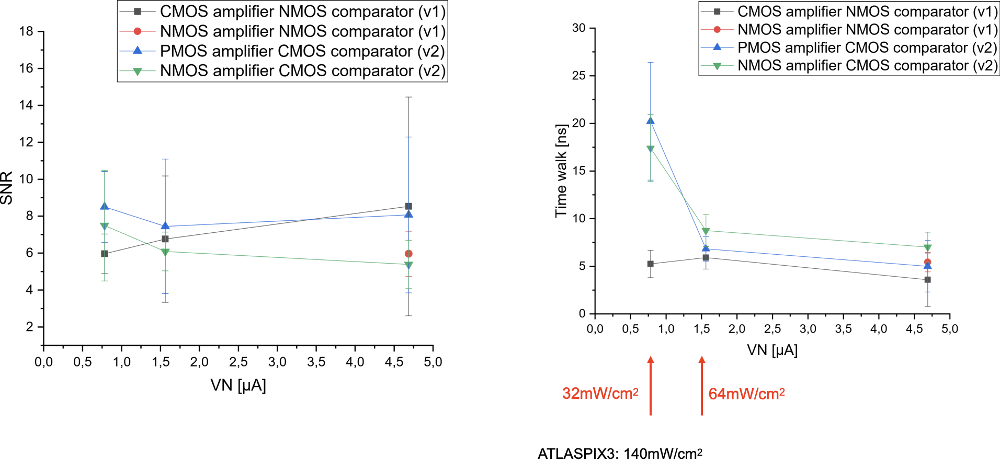 CMOS amplifier NMOS comparator (v1)
NMOS amplifier NMOS comparator (v1)
PMOS amplifier CMOS comparator (v2)
NMOS amplifier CMOS comparator (v2)
18
16
14
12
10
8
6
4
2
SNR
0,0 0,5 1,0 1,5 2,0 2,5 3,0 3,5 4,0 4,5 5,0
VN [µA]
CMOS amplifier NMOS comparator (v1)
NMOS amplifier NMOS comparator (v1)
PMOS amplifier CMOS comparator (v2)
NMOS amplifier CMOS comparator (v2)
30
25
20
15
10
5
0
Time walk [ns]
0,0 0,5 1,0 1,5 2,0 2,5 3,0 3,5 4,0 4,5 5,0
VN [µA]
32mW/cm²
64mW/cm²
ATLASPIX3: 140mW/cm²